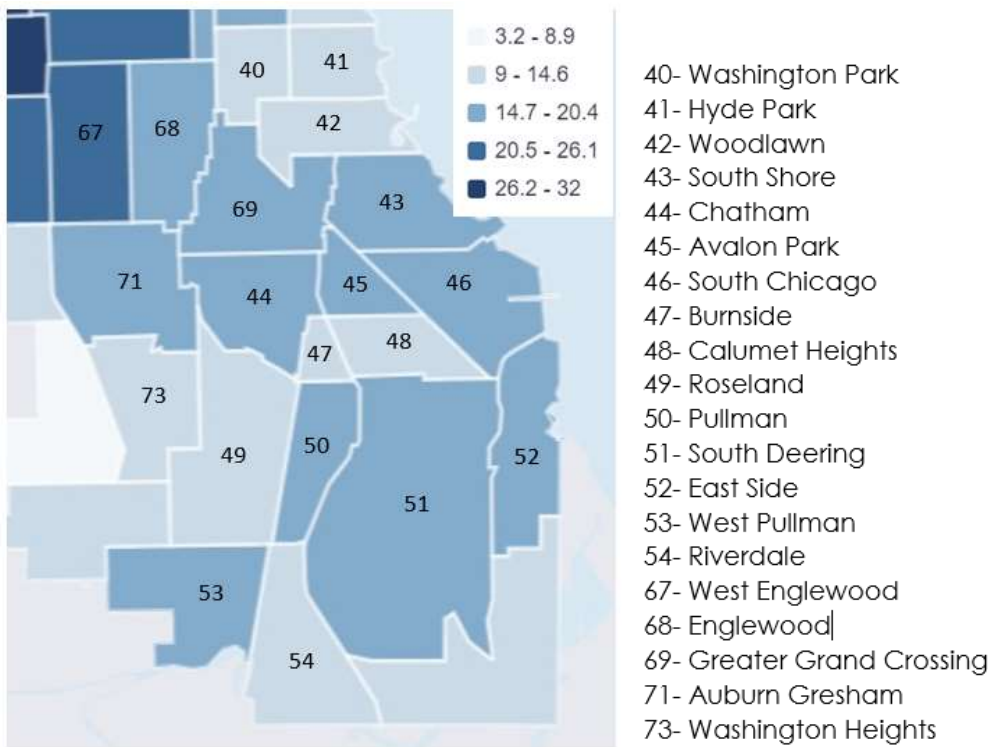 3.2 - 8.9
9 - 14.6
14.7 - 20.4
20.5 - 26.1
26.2 - 32
40
41
42
67
68
69
43
71
44
45
46
47
48
73
49
50
51
52
53
54
40- Washington Park
41- Hyde Park
42- Woodlawn
43- South Shore
44- Chatham
45- Avalon Park
46- South Chicago
47- Burnside
48- Calumet Heights
49- Roseland
50- Pullman
51- South Deering
52- East Side
53- West Pullman
54- Riverdale
67- West Englewood
68- Englewood
69- Greater Grand Crossing
71- Auburn Gresham
73- Washington Heights